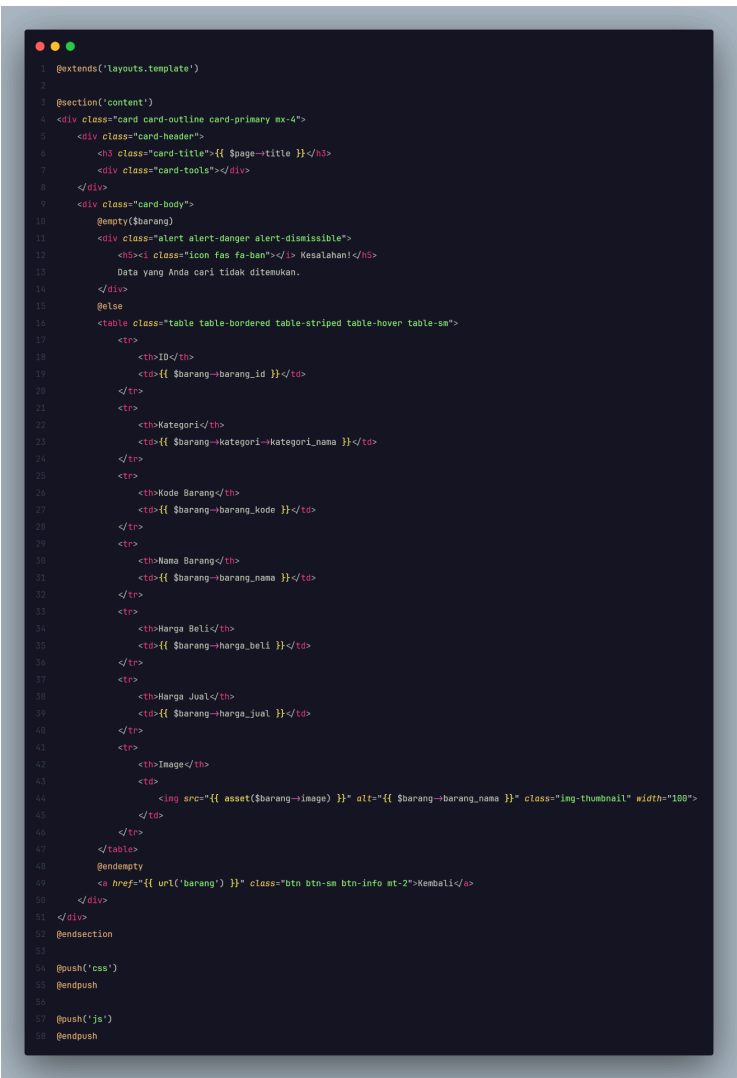 1 @extends('layouts.template')
2
3 @section('content')
4 <div class="card card-outline card-primary mx-4">
5     <div class="card-header">
6         <h3 class="card-title">{{ $page->title }}</h3>
7         <div class="card-tools"></div>
8     </div>
9     <div class="card-body">
10         @empty($barang)
11         <div class="alert alert-danger alert-dismissible">
12             <h5><i class="icon fas fa-ban"></i> Kesalahan!</h5>
13             Data yang Anda cari tidak ditemukan.
14         </div>
15         @else
16         <table class="table table-bordered table-striped table-hover table-sm">
17             <tr>
18                 <th>ID</th>
19                 <td>{{ $barang->barang_id }}</td>
20             </tr>
21             <tr>
22                 <th>Kategori</th>
23                 <td>{{ $barang->kategori->kategori_nama }}</td>
24             </tr>
25             <tr>
26                 <th>Kode Barang</th>
27                 <td>{{ $barang->barang_kode }}</td>
28             </tr>
29             <tr>
30                 <th>Nama Barang</th>
31                 <td>{{ $barang->barang_nama }}</td>
32             </tr>
33             <tr>
34                 <th>Harga Beli</th>
35                 <td>{{ $barang->harga_beli }}</td>
36             </tr>
37             <tr>
38                 <th>Harga Jual</th>
39                 <td>{{ $barang->harga_jual }}</td>
40             </tr>
41             <tr>
42                 <th>Image</th>
43                 <td>
44                     <img src="{{ asset($barang->image) }}" alt="{{ $barang->barang_nama }}" class="img-thumbnail" width="100">
45                 </td>
46             </tr>
47         </table>
48         @endempty
49         <a href="{{ url('barang') }}" class="btn btn-sm btn-info mt-2">Kembali</a>
50     </div>
51 </div>
52 @endsection
53
54 @push('css')
55 @endpush
56
57 @push('js')
58 @endpush